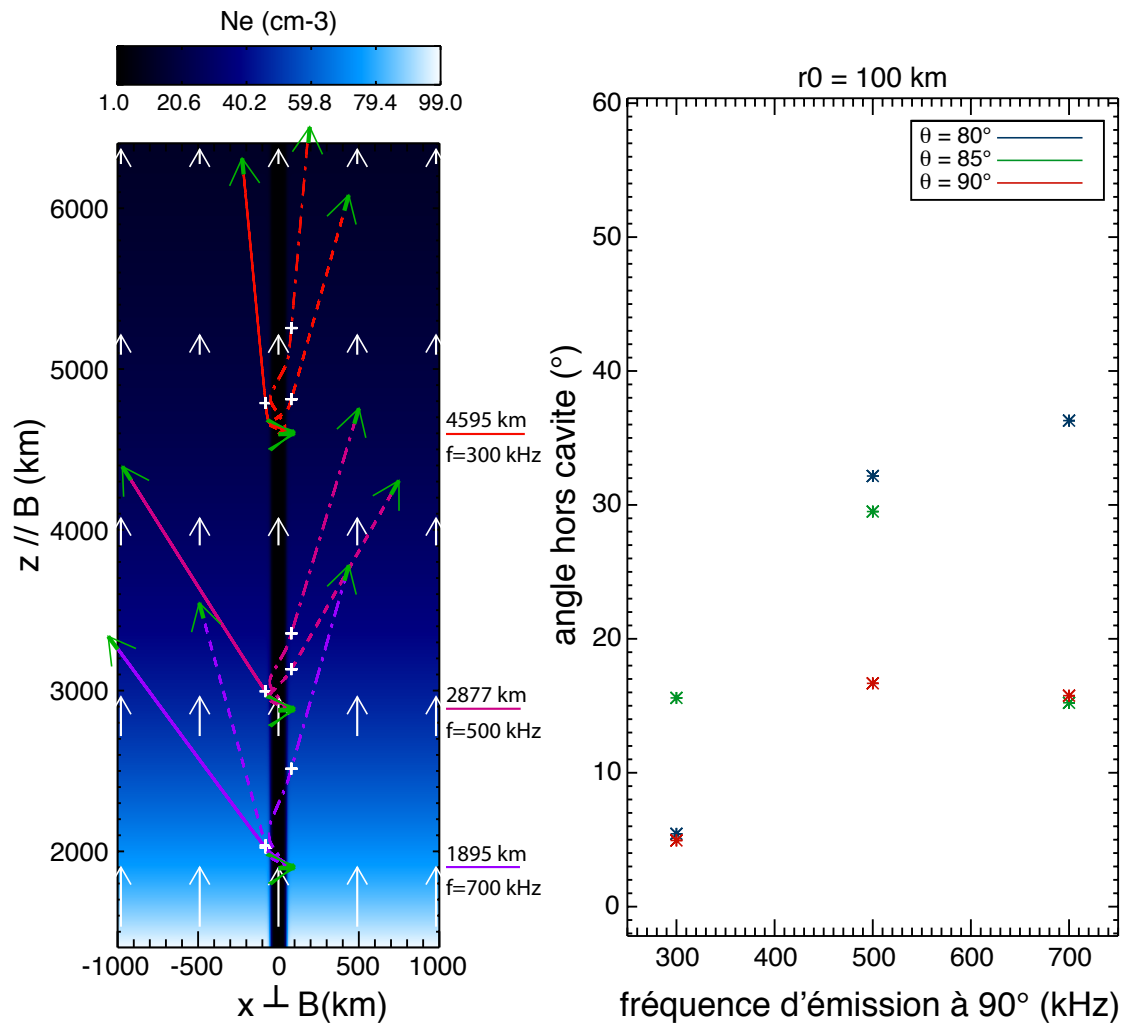 Ne (cm-3)
1.0 20.6 40.2 59.8 79.4 99.0
6000
5000
4000
3000
2000
z // B (km)
-1000 -500 0 500 1000
x ⊥ B(km)
4595 km
f=300 kHz
2877 km
f=500 kHz
1895 km
f=700 kHz
r0 = 100 km
θ = 80°
θ = 85°
θ = 90°
60
50
40
30
20
10
0
angle hors cavite (°)
300 400 500 600 700
fréquence d'émission à 90° (kHz)